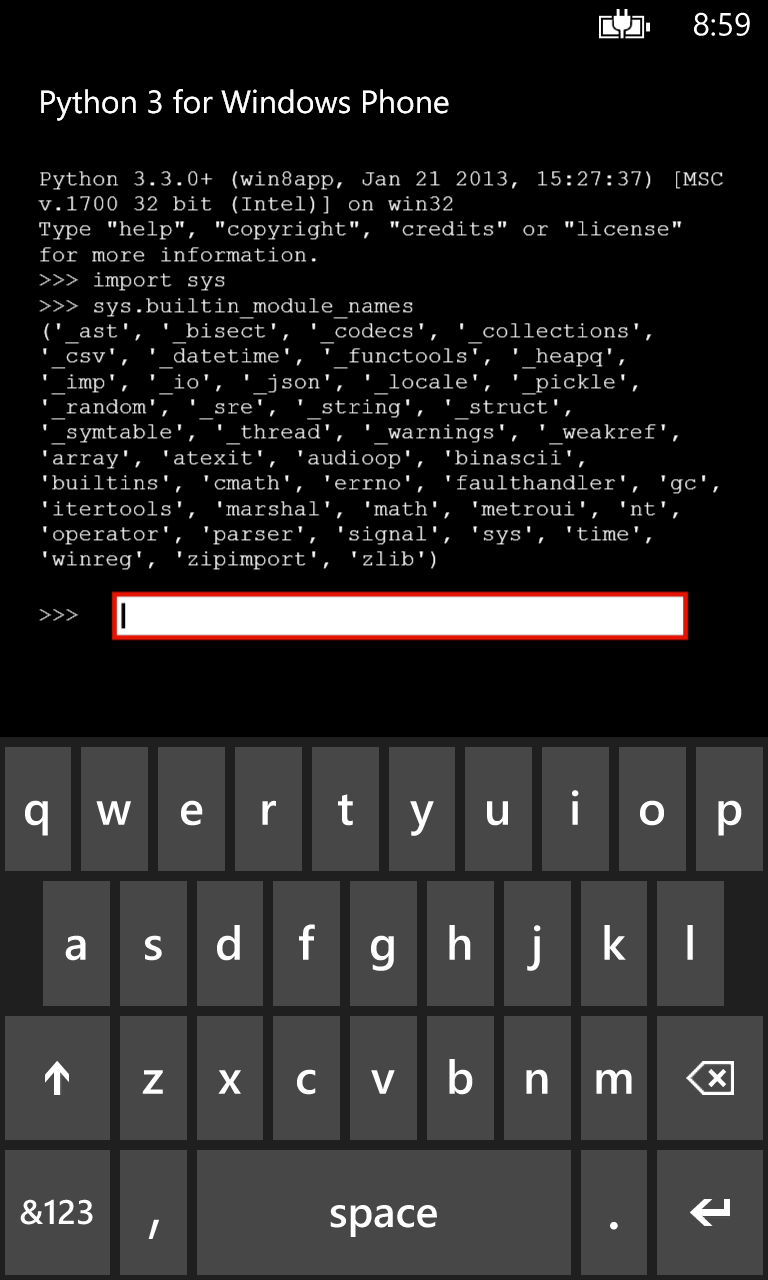 8:59
Python 3 for Windows Phone
Python 3.3.0+ (win8app, Jan 21 2013, 15:27:37) [MSC
v.1700 32 bit (Intel)] on win32
Type "help", "copyright", "credits" or "license"
for more information.
>>> import sys
>>> sys.builtin_module_names
('_ast', '_bisect', '_codecs', '_collections',
'_csv', '_datetime', '_functools', '_heapq',
'_imp', '_io', '_json', '_locale', '_pickle',
'_random', '_sre', '_string', '_struct',
'_symtable', '_thread', '_warnings', '_weakref',
'array', 'atexit', 'audioop', 'binascii',
'builtins', 'cmath', 'errno', 'faulthandler', 'gc',
'itertools', 'marshal', 'math', 'metroui', 'nt',
'operator', 'parser', 'signal', 'sys', 'time',
'winreg', 'zipimport', 'zlib')
>>>
q w e r t y u i o p
a s d f g h j k l
z x c v b n m
&123 , space .